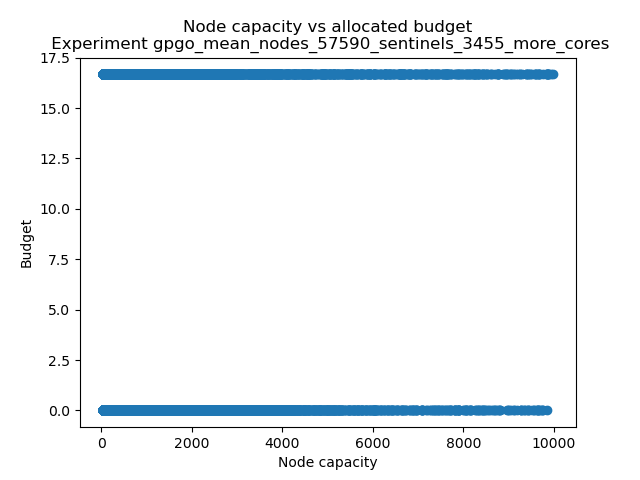 Node capacity vs allocated budget
Experiment gpgo_mean_nodes_57590_sentinels_3455_more_cores
17.5
15.0
12.5
10.0
7.5
5.0
2.5
0.0
Budget
0 2000 4000 6000 8000 10000
Node capacity